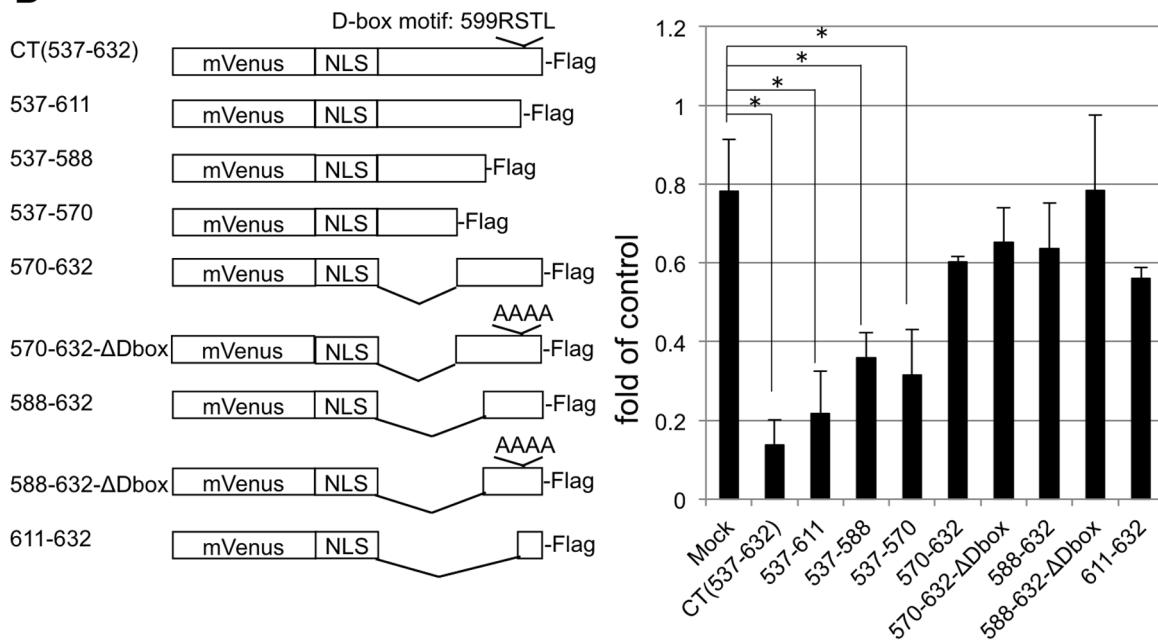 D-box motif: 599RSTL
CT(537-632) mVenus NLS -Flag
537-611 mVenus NLS -Flag
537-588 mVenus NLS -Flag
537-570 mVenus NLS -Flag
570-632 mVenus NLS -Flag
AAAA
570-632-ΔDbox mVenus NLS -Flag
588-632 mVenus NLS -Flag
AAAA
588-632-ΔDbox mVenus NLS -Flag
611-632 mVenus NLS -Flag
fold of control
1.2
1
0.8
0.6
0.4
0.2
0
*
*
*
*
Mock
CT(537-632)
537-611
537-588
537-570
570-632
570-632-ΔDbox
588-632
588-632-ΔDbox
611-632